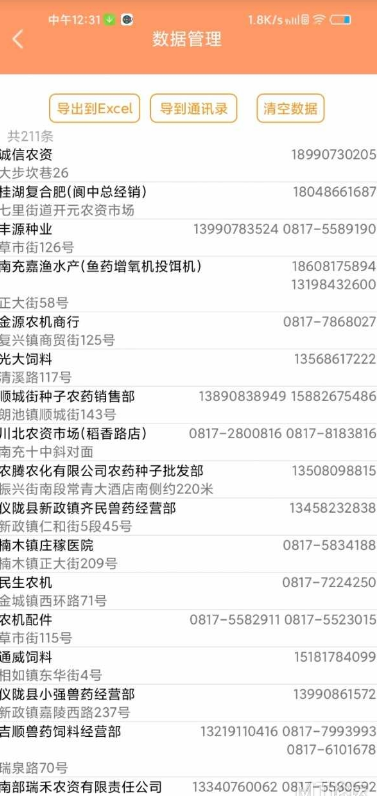 中午12:31 1.8K/s
数据管理
导出到Excel 导到通讯录 清空数据
共211条
诚信农资 18990730205
大步坎巷26
桂湖复合肥(阆中总经销) 18048661687
七里街道开元农资市场
丰源种业 13990783524 0817-5589190
草市街126号
南充嘉渔水产(鱼药增氧机投饵机) 18608175894
13198432600
正大街58号
金源农机商行 0817-7868027
复兴镇商贸街125号
光大饲料 13568617222
清溪路117号
顺城街种子农药销售部 13890838949 15882675486
朗池镇顺城街143号
川北农资市场(稻香路店) 0817-2800816 0817-8183816
南充十中斜对面
农腾农化有限公司农药种子批发部 13508098815
振兴街南段常青大酒店南侧约220米
仪陇县新政镇齐民兽药经营部 13458232838
新政镇仁和街5段45号
楠木镇庄稼医院 0817-5834188
楠木镇正大街209号
民生农机 0817-7224250
金城镇西环路71号
农机配件 0817-5582911 0817-5523015
草市街115号
通威饲料 15181784099
相如镇东华街4号
仪陇县小强兽药经营部 13990861572
新政镇嘉陵西路237号
吉顺兽药饲料经营部 13219110416 0817-7993993
0817-6101678
瑞泉路70号
南部瑞禾农资有限责任公司 13340760062 0817-5580692